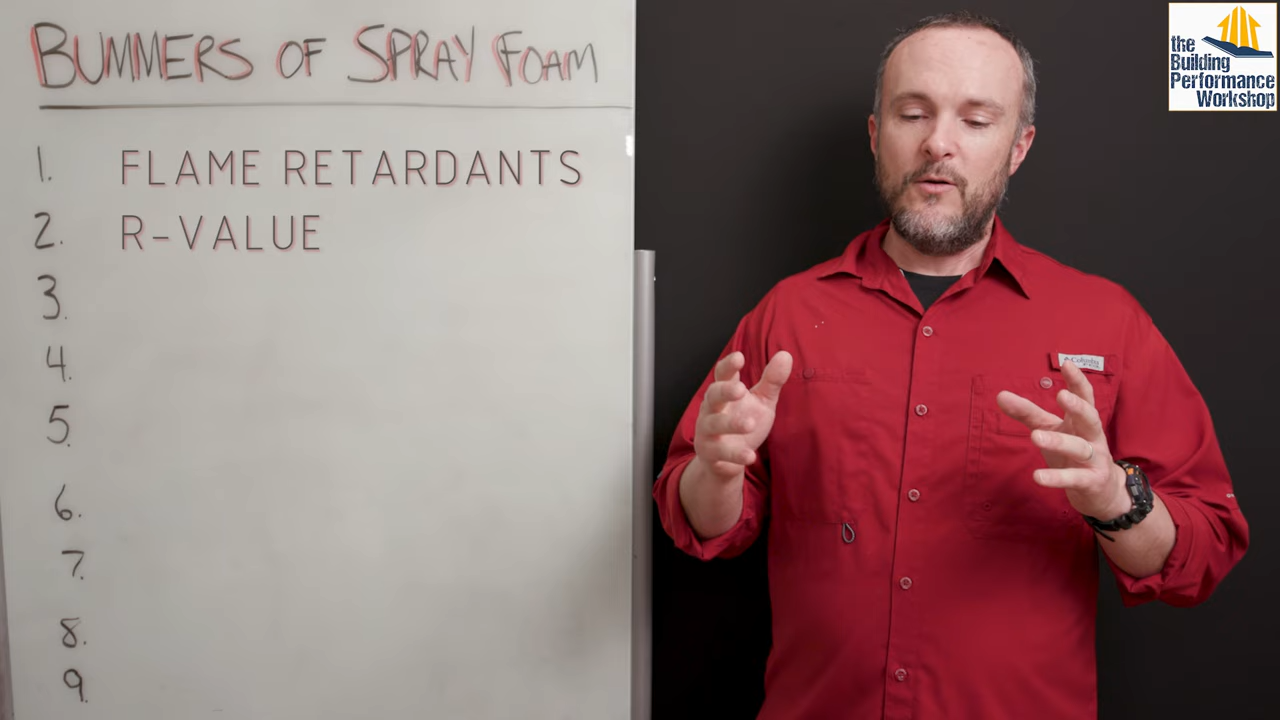 BUMMERS OF SPRAY FOAM
1. FLAME RETARDANTS
2. R-VALUE
3.
4.
5.
6.
7.
8.
9.
the
Building
Performance
Workshop
Columbia